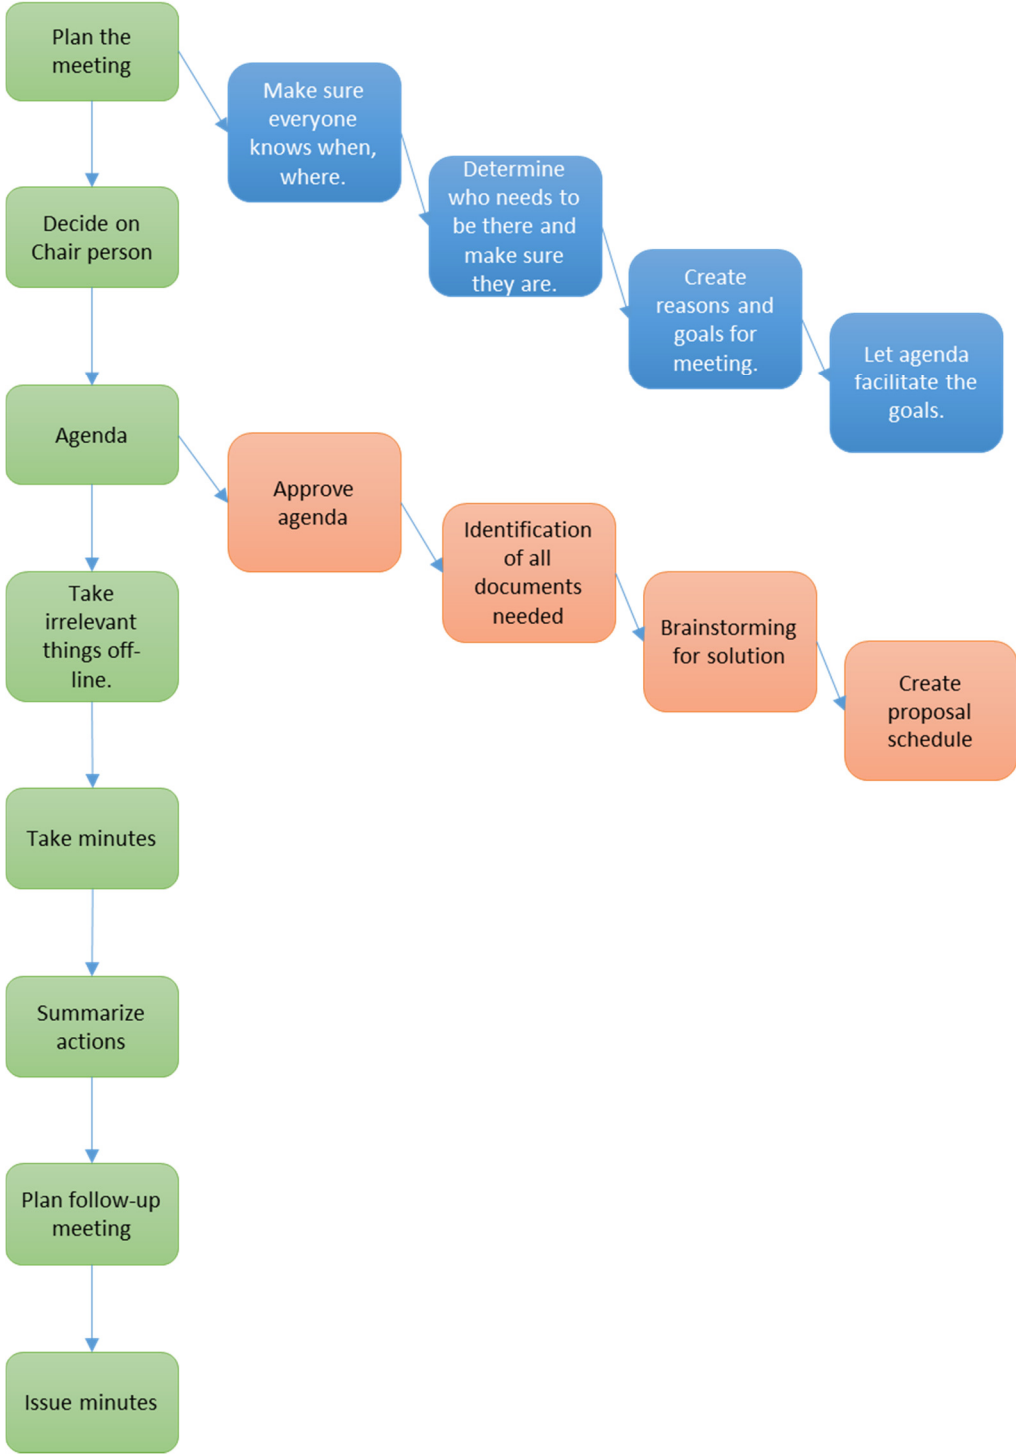 Plan the
meeting
Make sure
everyone
knows when,
where.
Determine
who needs to
be there and
make sure
they are.
Create
reasons and
goals for
meeting.
Let agenda
facilitate the
goals.
Decide on
Chair person
Agenda
Approve
agenda
Identification
of all
documents
needed
Brainstorming
for solution
Create
proposal
schedule
Take
irrelevant
things off-
line.
Take minutes
Summarize
actions
Plan follow-up
meeting
Issue minutes